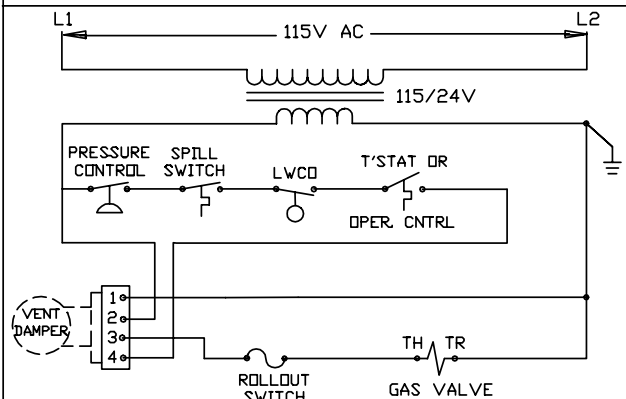 L1
L2
115V AC
115/24V
PRESSURE
CONTROL
SPILL
SWITCH
LWCO
T'STAT OR
OPER. CNTRL
VENT
DAMPER
1
2
3
4
ROLLOUT
SWITCH
TH TR
GAS VALVE